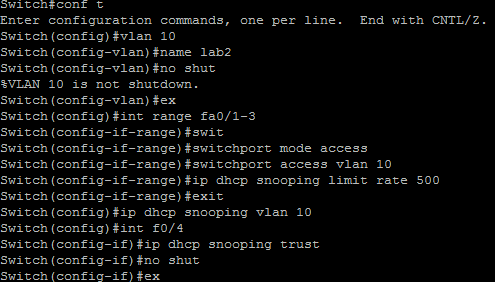 Switch#conf t
Enter configuration commands, one per line.  End with CNTL/Z.
Switch(config)#vlan 10
Switch(config-vlan)#name lab2
Switch(config-vlan)#no shut
%VLAN 10 is not shutdown.
Switch(config-vlan)#ex
Switch(config)#int range fa0/1-3
Switch(config-if-range)#swit
Switch(config-if-range)#switchport mode access
Switch(config-if-range)#switchport access vlan 10
Switch(config-if-range)#ip dhcp snooping limit rate 500
Switch(config-if-range)#exit
Switch(config)#ip dhcp snooping vlan 10
Switch(config)#int f0/4
Switch(config-if)#ip dhcp snooping trust
Switch(config-if)#no shut
Switch(config-if)#ex